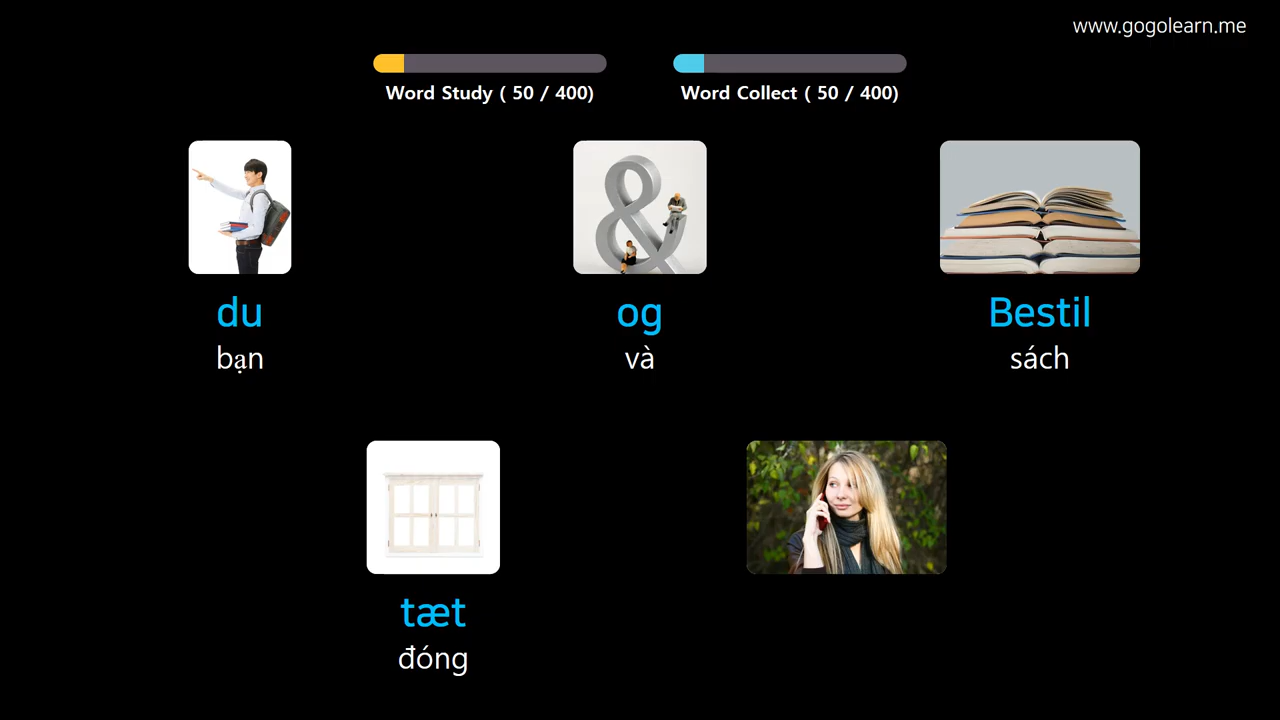 www.gogolearn.me
Word Study ( 50 / 400)
Word Collect ( 50 / 400)
du
bạn
og
và
Bestil
sách
tæt
đóng